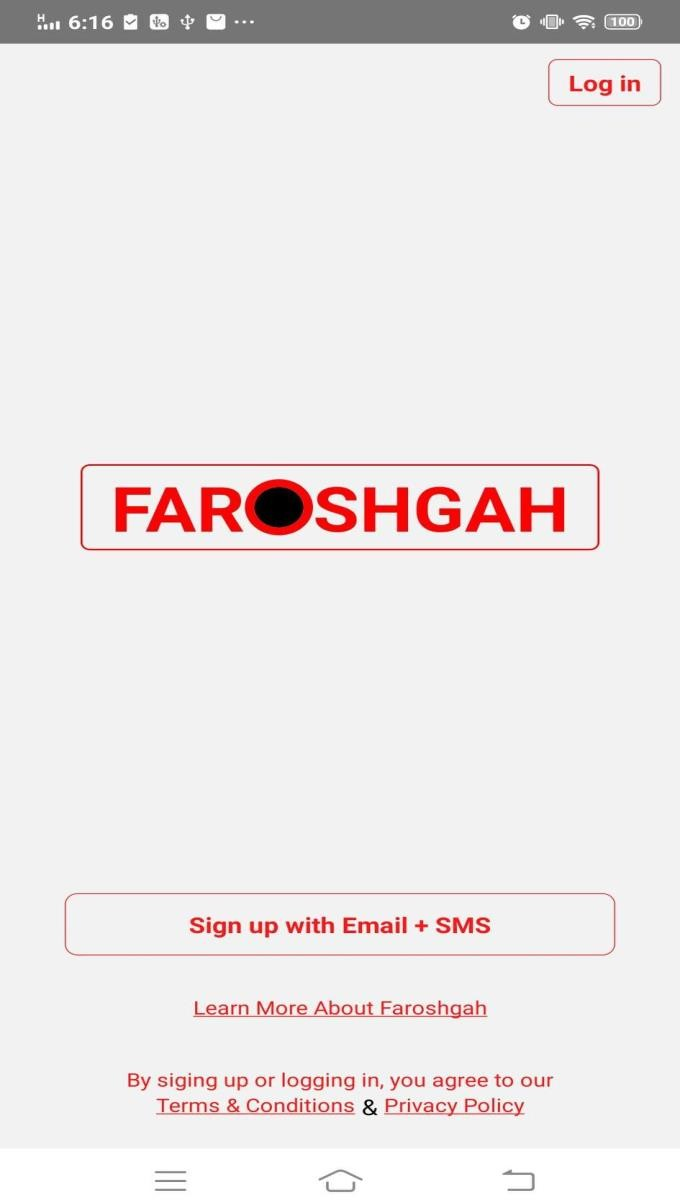 H 6:16 ... 100
Log in
FAROSHGAH
Sign up with Email + SMS
Learn More About Faroshgah
By siging up or logging in, you agree to our
Terms & Conditions & Privacy Policy